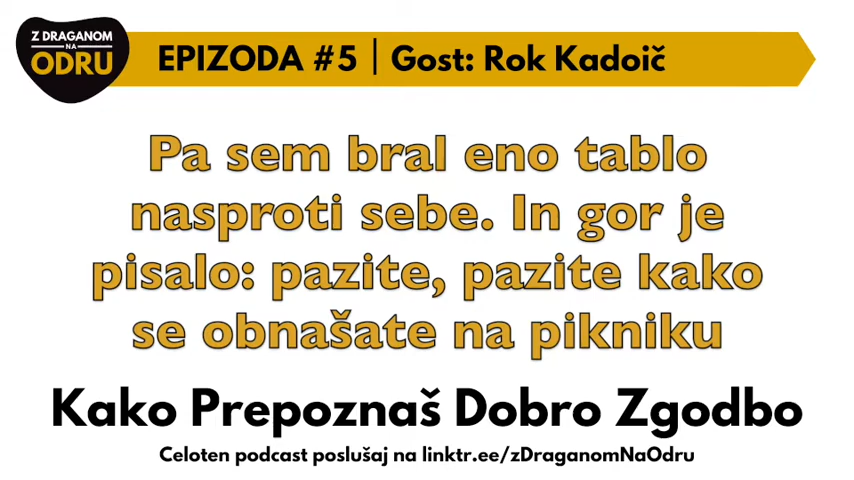 Z DRAGANOM
NA
ODRU
EPIZODA #5 | Gost: Rok Kadoič
Pa sem bral eno tablo
nasproti sebe. In gor je
pisalo: pazite, pazite kako
se obnašate na pikniku
Kako Prepoznaš Dobro Zgodbo
Celoten podcast poslušaj na linktr.ee/zDraganomNaOdru